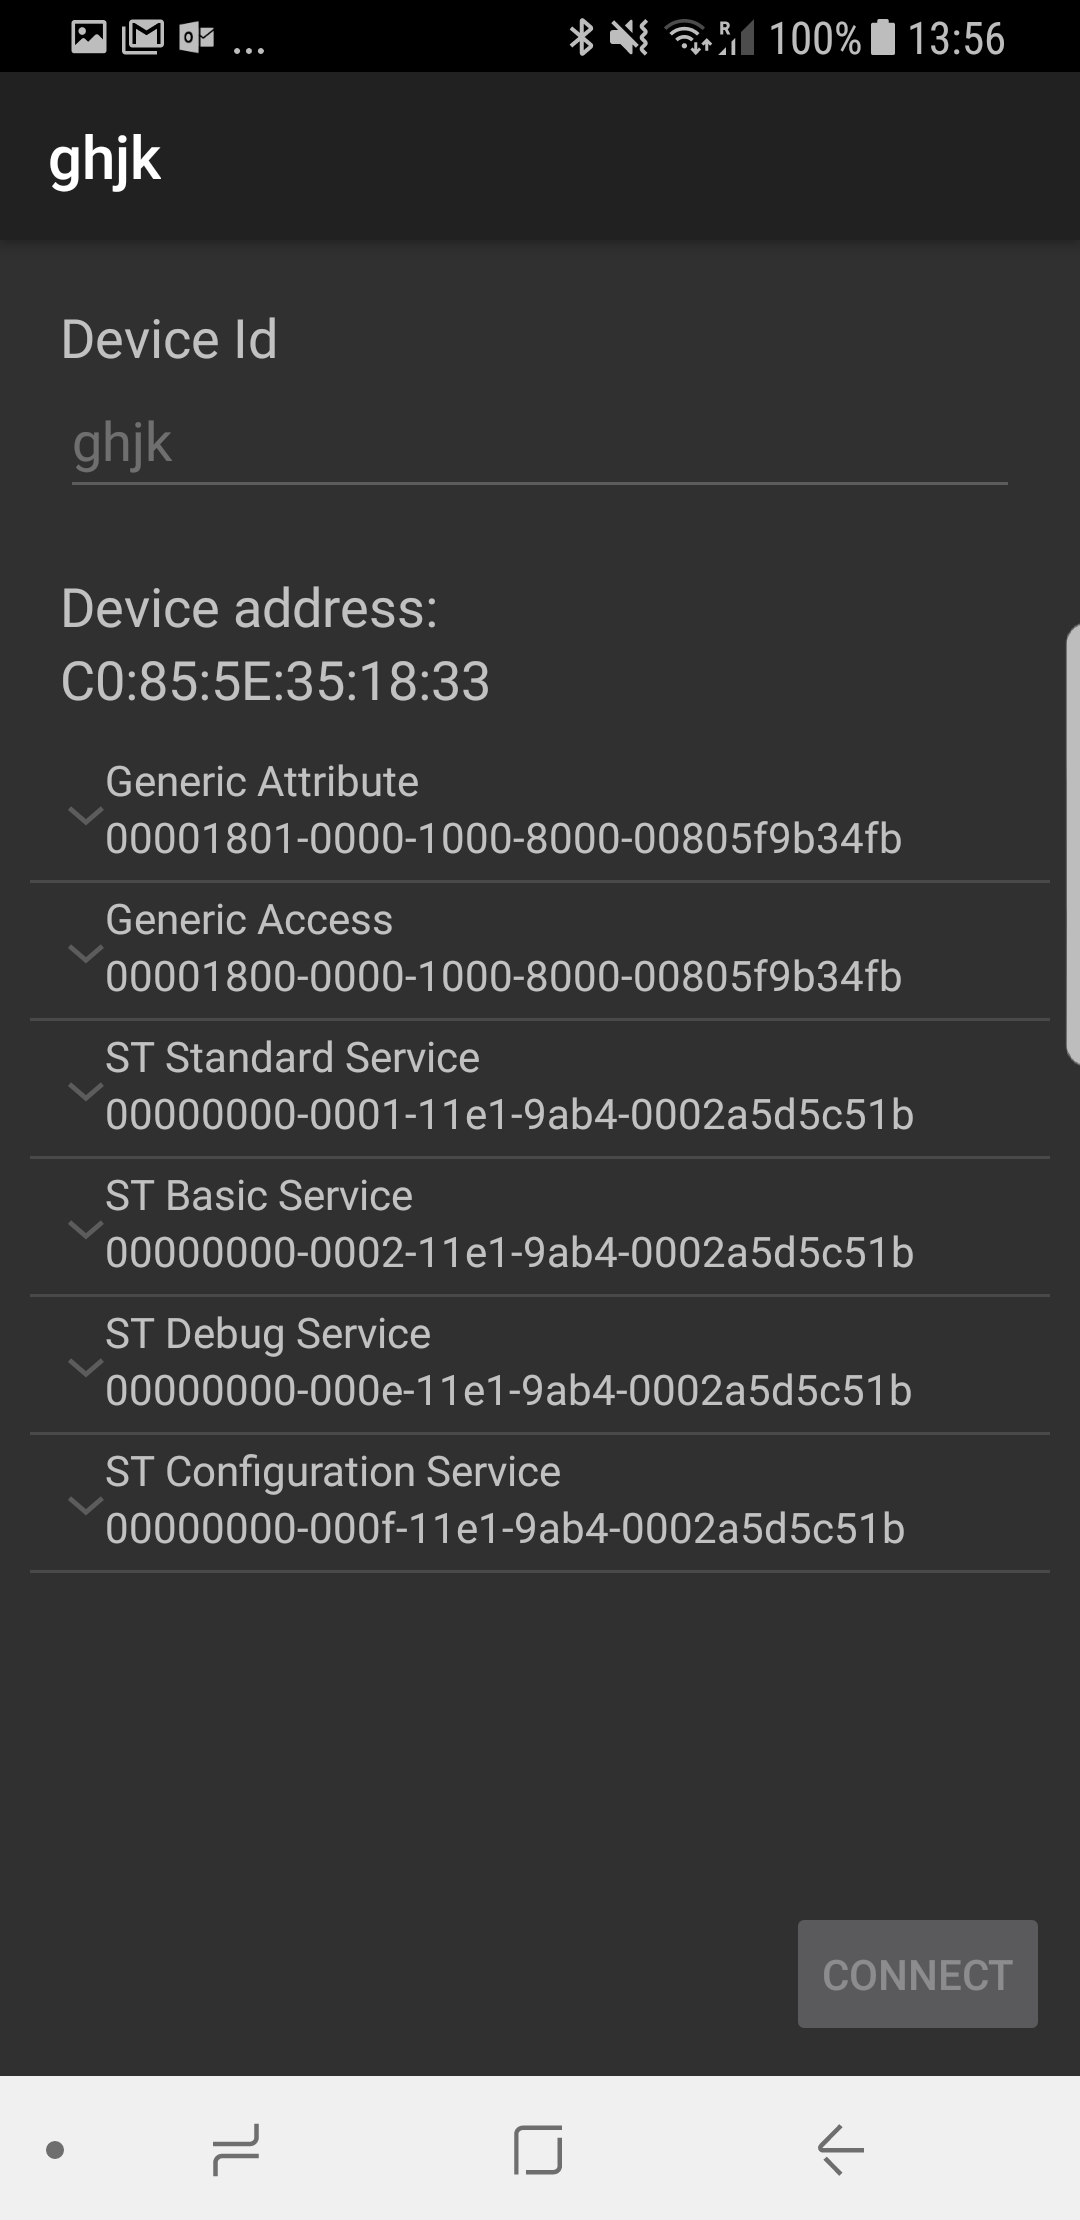 ... R 100% 13:56
ghjk
Device Id
ghjk
Device address:
C0:85:5E:35:18:33
Generic Attribute
00001801-0000-1000-8000-00805f9b34fb
Generic Access
00001800-0000-1000-8000-00805f9b34fb
ST Standard Service
00000000-0001-11e1-9ab4-0002a5d5c51b
ST Basic Service
00000000-0002-11e1-9ab4-0002a5d5c51b
ST Debug Service
00000000-000e-11e1-9ab4-0002a5d5c51b
ST Configuration Service
00000000-000f-11e1-9ab4-0002a5d5c51b
CONNECT